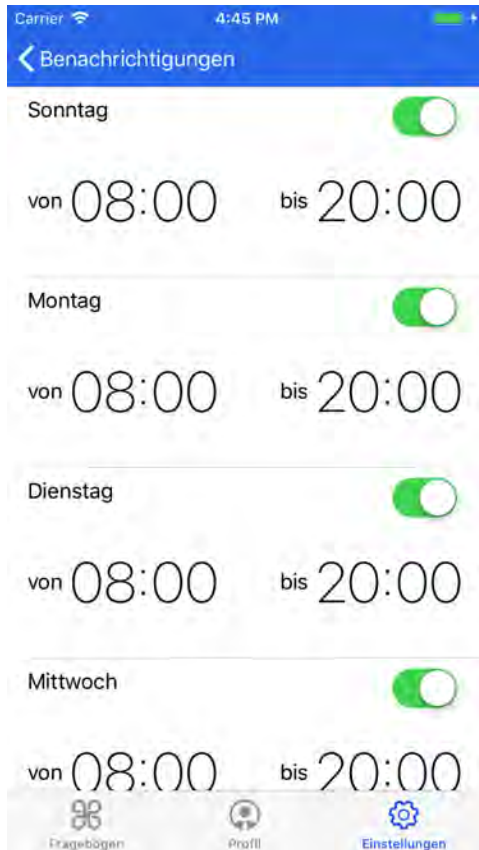 Carrier 4:45 PM
Benachrichtigungen
Sonntag
von 08:00 bis 20:00
Montag
von 08:00 bis 20:00
Dienstag
von 08:00 bis 20:00
Mittwoch
von 08:00 bis 20:00
Fragebögen Profil Einstellungen